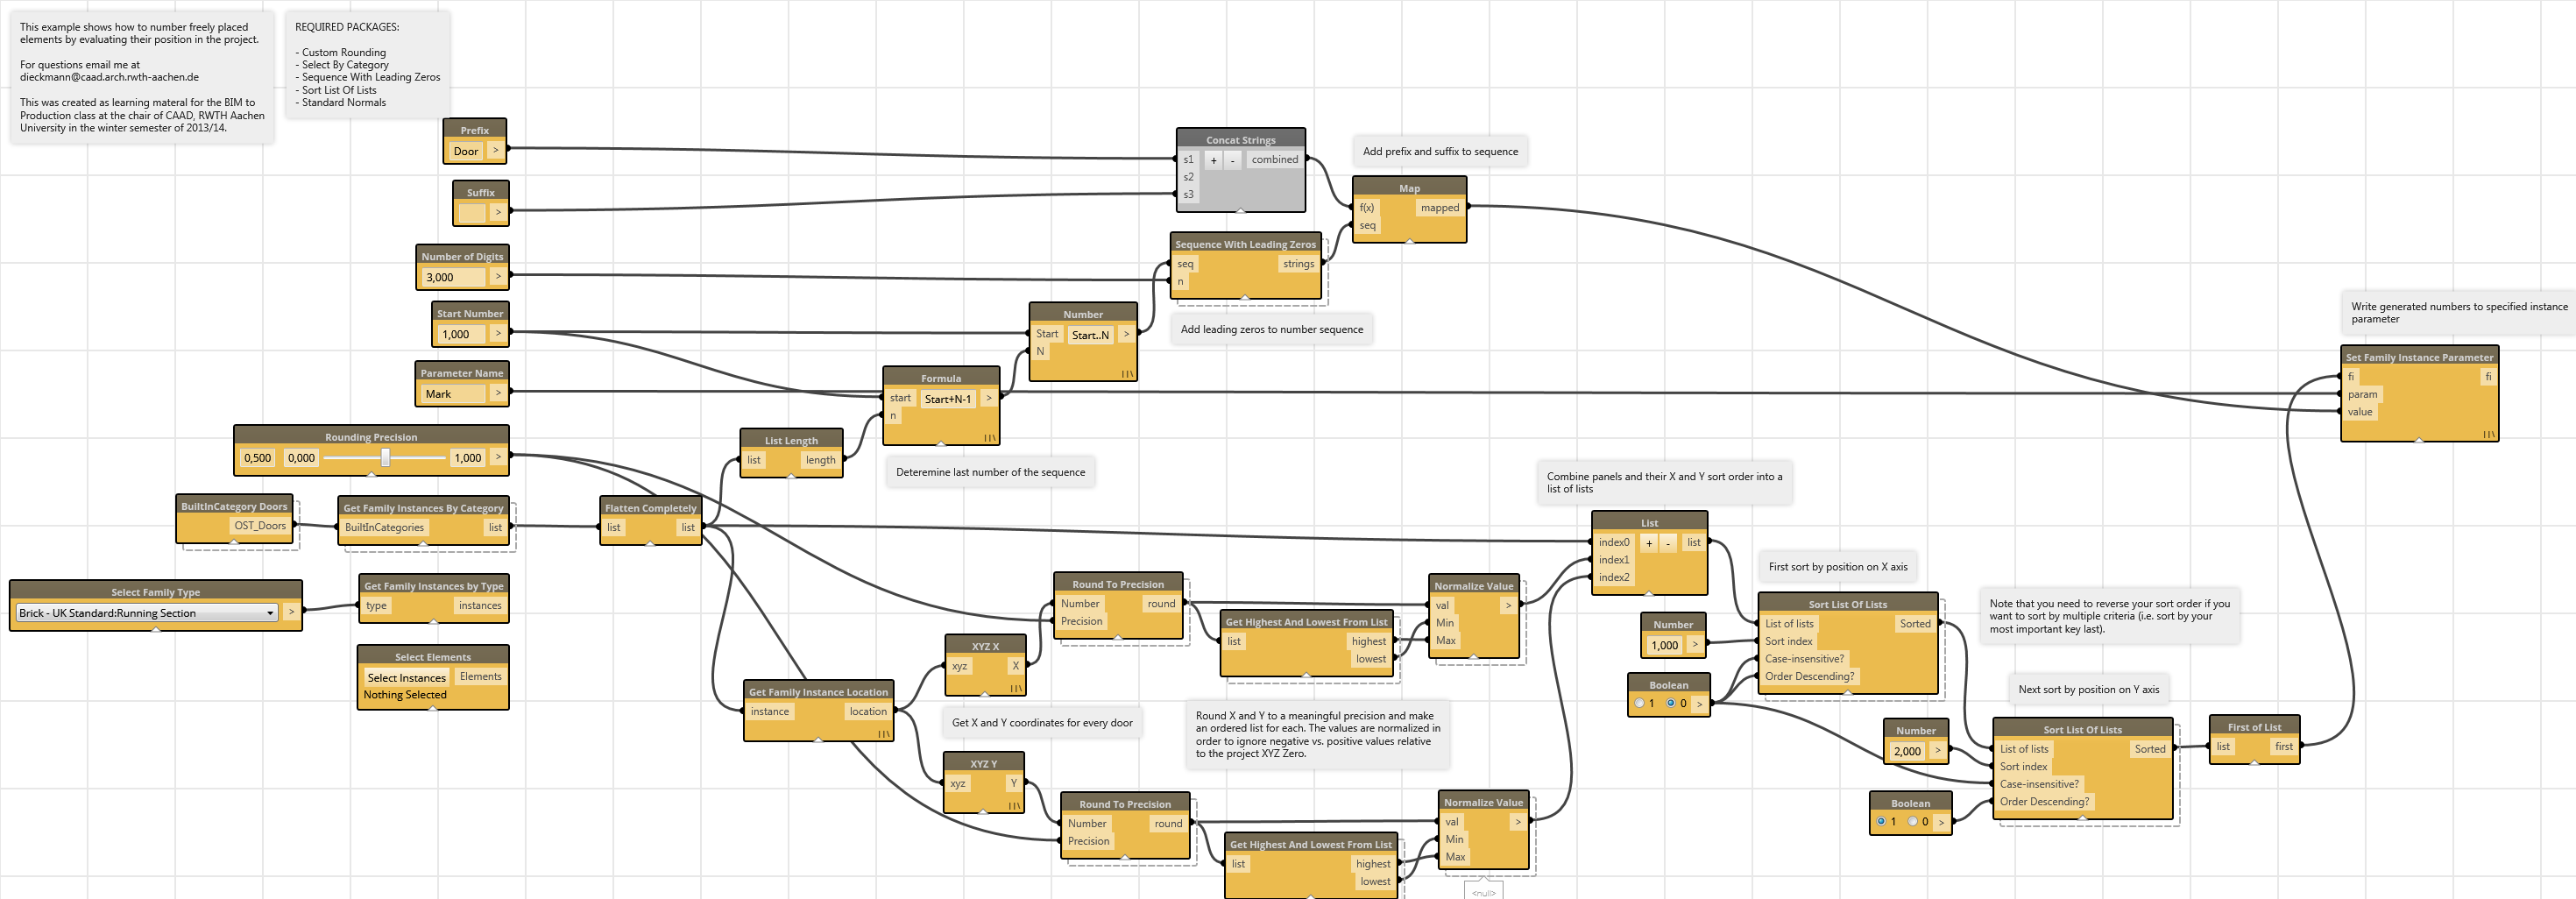 This example shows how to number freely placed
elements by evaluating their position in the project.
For questions email me at
dieckmann@caad.arch.rwth-aachen.de
This was created as learning materal for the BIM to
Production class at the chair of CAAD, RWTH Aachen
University in the winter semester of 2013/14.
REQUIRED PACKAGES:
- Custom Rounding
- Select By Category
- Sequence With Leading Zeros
- Sort List Of Lists
- Standard Normals
Prefix
Door >
Suffix
>
Number of Digits
3,000 >
Start Number
1,000 >
Parameter Name
Mark >
Rounding Precision
0,500 0,000 1,000 >
BuiltInCategory Doors
OST_Doors
Get Family Instances By Category
BuiltInCategories list
Select Family Type
Brick - UK Standard:Running Section >
Get Family Instances by Type
type instances
Select Elements
Select Instances Elements
Nothing Selected
Flatten Completely
list list
List Length
list length
Formula
start Start+N-1 >
n
Deteremine last number of the sequence
Number
Start Start..N >
N
Concat Strings
s1 + - combined
s2
s3
Sequence With Leading Zeros
seq strings
n
Add leading zeros to number sequence
Add prefix and suffix to sequence
Map
f(x) mapped
seq
Get Family Instance Location
instance location
XYZ X
xyz X
Get X and Y coordinates for every door
XYZ Y
xyz Y
Round To Precision
Number round
Precision
Get Highest And Lowest From List
list highest
lowest
Normalize Value
val >
Min
Max
Round X and Y to a meaningful precision and make
an ordered list for each. The values are normalized in
order to ignore negative vs. positive values relative
to the project XYZ Zero.
Round To Precision
Number round
Precision
Get Highest And Lowest From List
list highest
lowest
Normalize Value
val >
Min
Max
<null>
Combine panels and their X and Y sort order into a
list of lists
List
index0 + - list
index1
index2
First sort by position on X axis
Number
1,000 >
Boolean
1 0 >
Sort List Of Lists
List of lists Sorted
Sort index
Case-insensitive?
Order Descending?
Note that you need to reverse your sort order if you
want to sort by multiple criteria (i.e. sort by your
most important key last).
Next sort by position on Y axis
Number
2,000 >
Boolean
1 0 >
Sort List Of Lists
List of lists Sorted
Sort index
Case-insensitive?
Order Descending?
First of List
list first
Write generated numbers to specified instance
parameter
Set Family Instance Parameter
fi fi
param
value